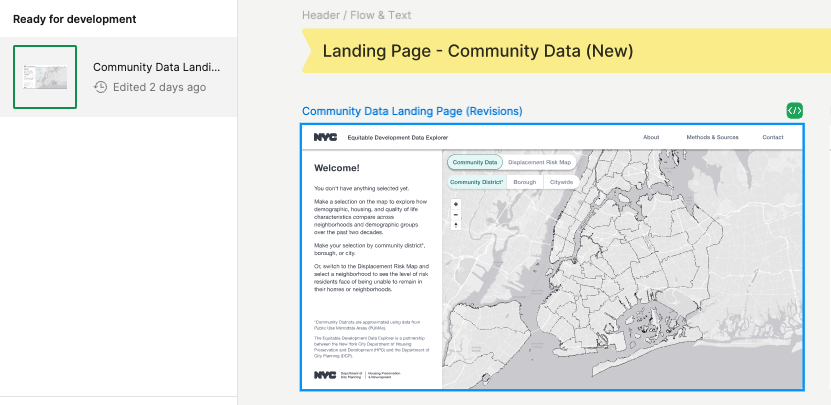 Ready for development
Community Data Landi...
Edited 2 days ago
Header / Flow & Text
Landing Page - Community Data (New)
Community Data Landing Page (Revisions)
NYC Equitable Development Data Explorer
About Methods & Sources Contact
Welcome!
You don't have anything selected yet.
Make a selection on the map to explore how
demographic, housing, and quality of life
characteristics compare across
neighborhoods and demographic groups
over the past two decades.
Make your selection by community district*,
borough, or city.
Or, switch to the Displacement Risk Map and
select a neighborhood to see the level of risk
residents face of being unable to remain in
their homes or neighborhoods.
*Community Districts are approximated using data from
Public Use Microdata Areas (PUMAs).
The Equitable Development Data Explorer is a partnership
between the New York City Department of Housing
Preservation and Development (HPD) and the Department of
City Planning (DCP).
NYC Department of City Planning Housing Preservation & Development
Community Data Displacement Risk Map
Community District* Borough Citywide
+
−